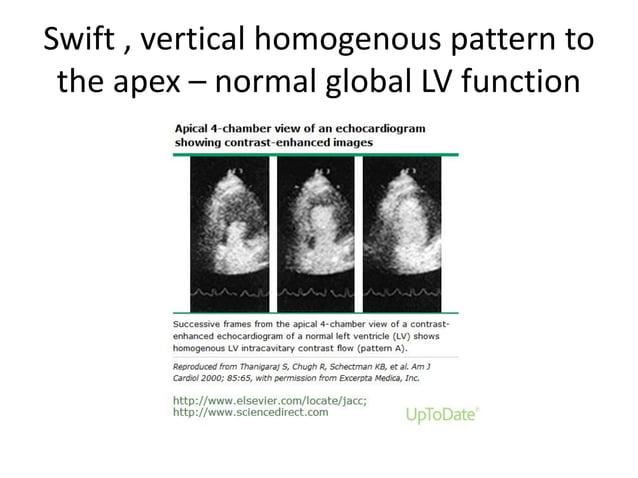 Swift , vertical homogenous pattern to
the apex – normal global LV function
Apical 4-chamber view of an echocardiogram
showing contrast-enhanced images
Successive frames from the apical 4-chamber view of a contrast-
enhanced echocardiogram of a normal left ventricle (LV) shows
homogenous LV intracavitary contrast flow (pattern A).
Reproduced from Thanigaraj S, Chugh R, Schectman KB, et al. Am J
Cardiol 2000; 85:65, with permission from Excerpta Medica, Inc.
http://www.elsevier.com/locate/jacc;
http://www.sciencedirect.com
UpToDate®